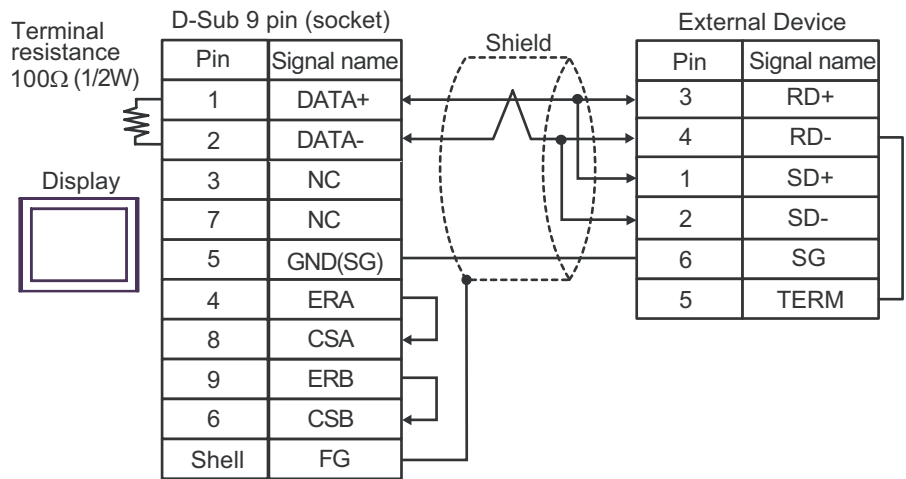 Terminal
resistance
100Ω (1/2W)
D-Sub 9 pin (socket)
Pin Signal name
1 DATA+
2 DATA-
3 NC
7 NC
5 GND(SG)
4 ERA
8 CSA
9 ERB
6 CSB
Shell FG
Display
Shield
External Device
Pin Signal name
3 RD+
4 RD-
1 SD+
2 SD-
6 SG
5 TERM